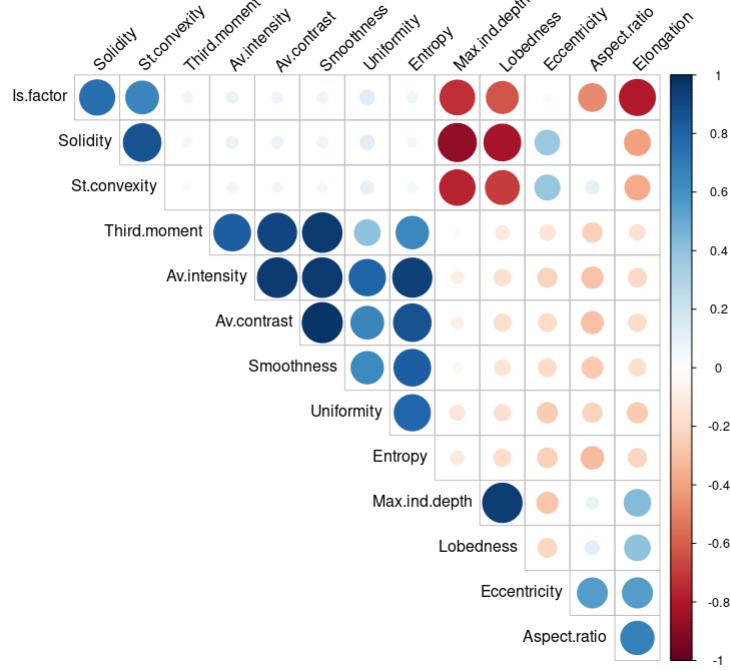 Solidity
St.convexity
Third.moment
Av.intensity
Av.contrast
Smoothness
Uniformity
Entropy
Max.ind.depth
Lobedness
Eccentricity
Aspect.ratio
Elongation
Is.factor
Solidity
St.convexity
Third.moment
Av.intensity
Av.contrast
Smoothness
Uniformity
Entropy
Max.ind.depth
Lobedness
Eccentricity
Aspect.ratio
1
0.8
0.6
0.4
0.2
0
-0.2
-0.4
-0.6
-0.8
-1